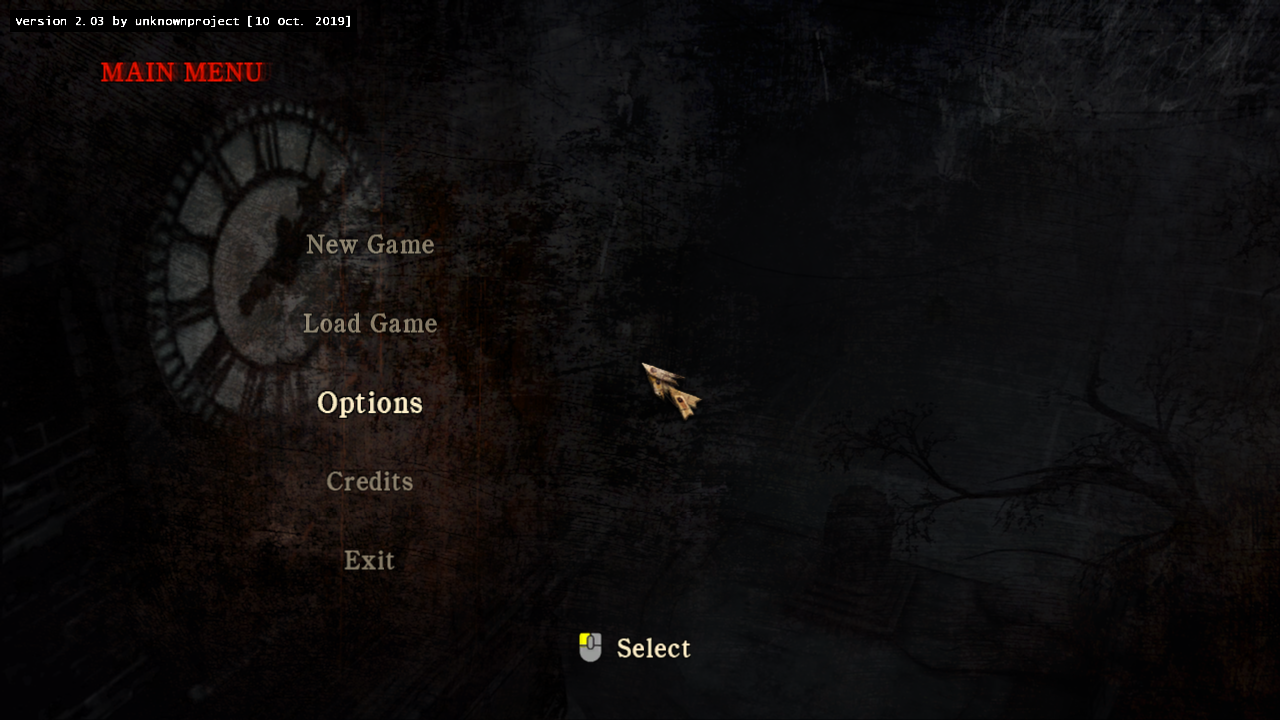 version 2.03 by unknownproject [10 Oct. 2019]
MAIN MENU
New Game
Load Game
Options
Credits
Exit
Select